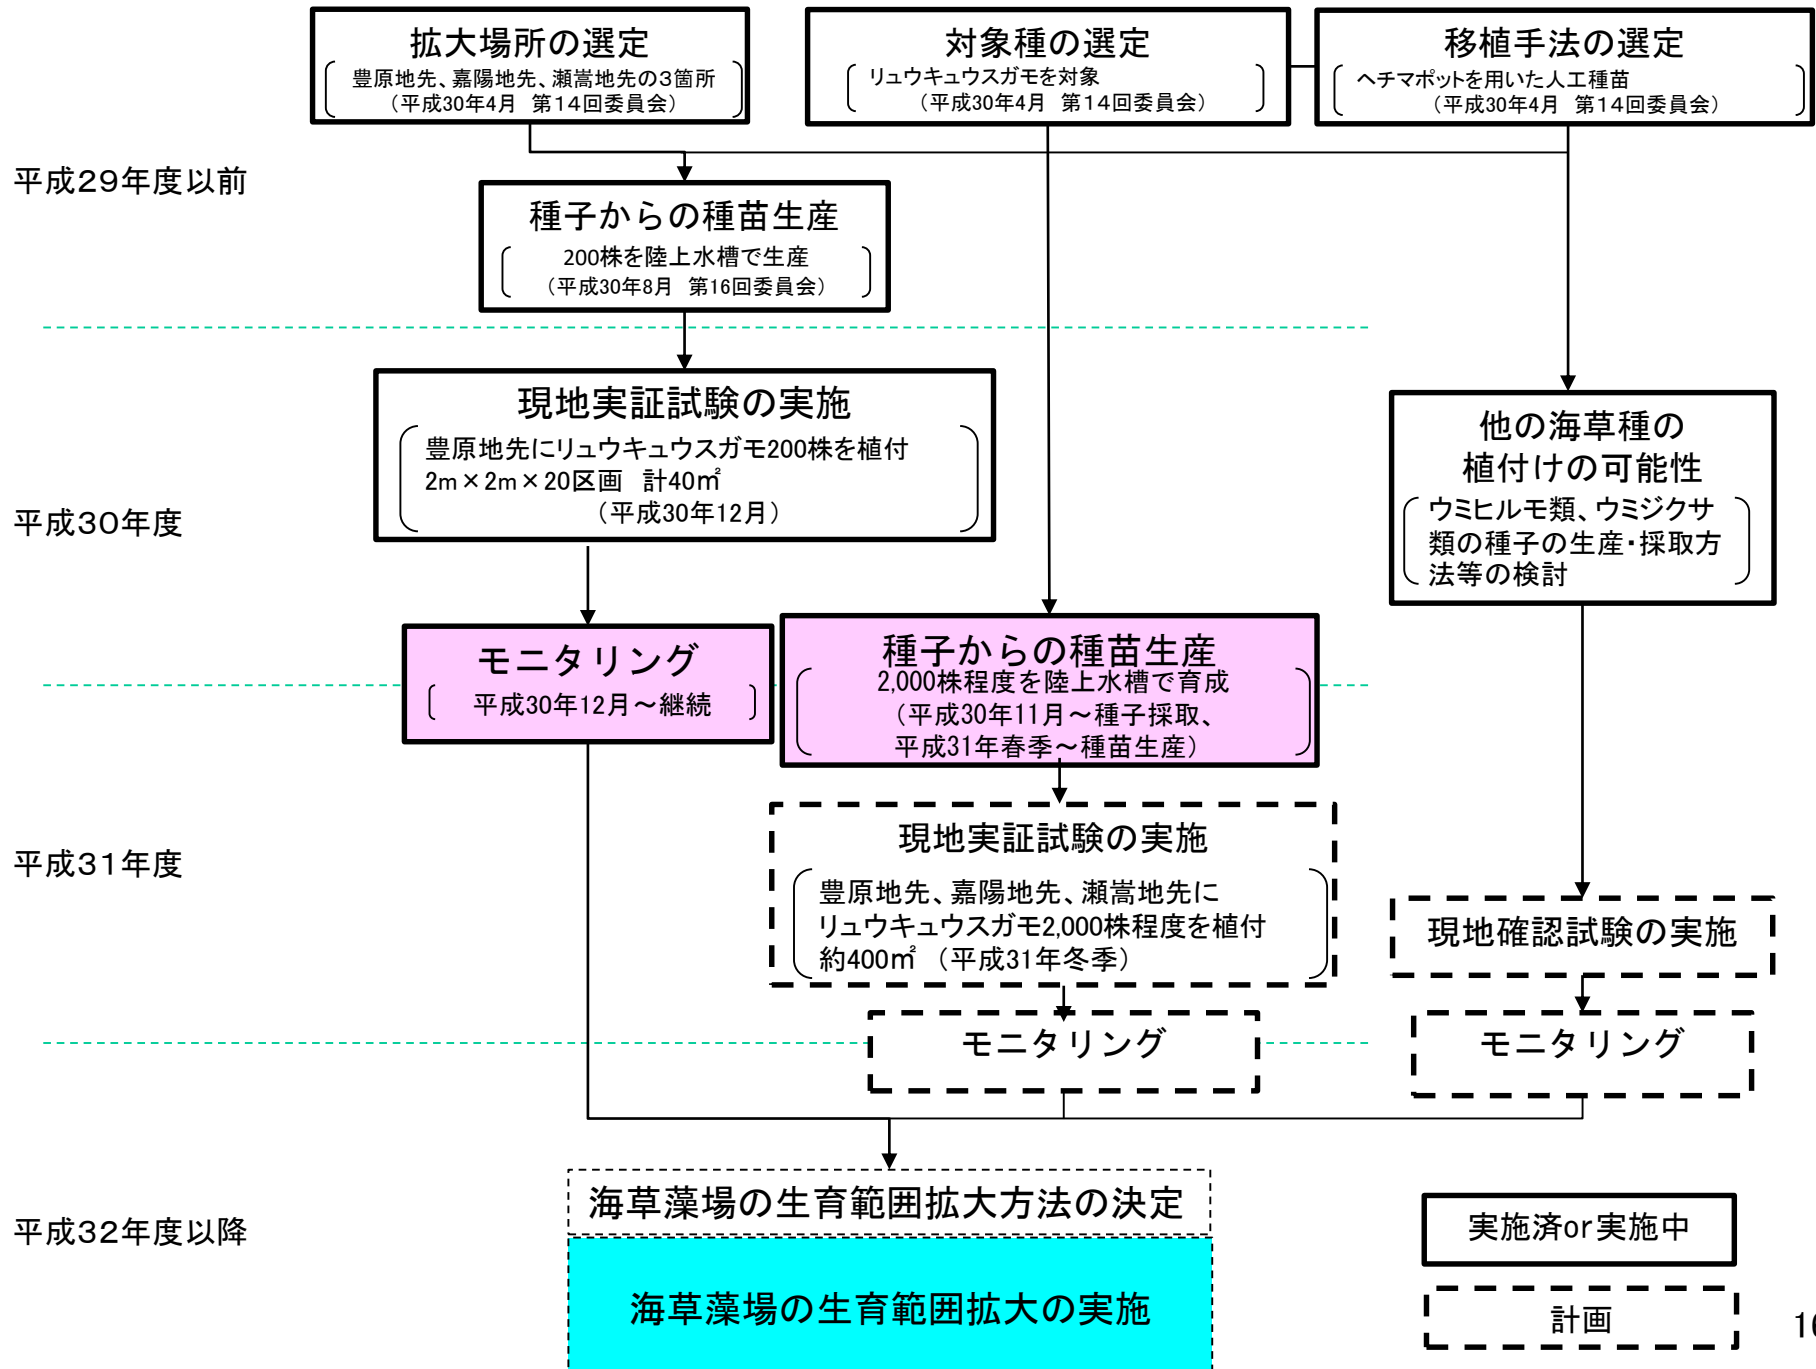 拡大場所の選定
豊原地先、嘉陽地先、瀬嵩地先の3箇所
（平成30年4月　第14回委員会）
対象種の選定
リュウキュウスガモを対象
（平成30年4月　第14回委員会）
移植手法の選定
ヘチマポットを用いた人工種苗
（平成30年4月　第14回委員会）
平成29年度以前
種子からの種苗生産
200株を陸上水槽で生産
（平成30年8月　第16回委員会）
現地実証試験の実施
豊原地先にリュウキュウスガモ200株を植付
2m×2m×20区画　計40㎡
（平成30年12月）
他の海草種の
植付けの可能性
ウミヒルモ類、ウミジクサ
類の種子の生産・採取方
法等の検討
平成30年度
モニタリング
平成30年12月～継続
種子からの種苗生産
2,000株程度を陸上水槽で育成
（平成30年11月～種子採取、
平成31年春季～種苗生産）
平成31年度
現地実証試験の実施
豊原地先、嘉陽地先、瀬嵩地先に
リュウキュウスガモ2,000株程度を植付
約400㎡　（平成31年冬季）
現地確認試験の実施
モニタリング
モニタリング
平成32年度以降
海草藻場の生育範囲拡大方法の決定
海草藻場の生育範囲拡大の実施
実施済or実施中
計画